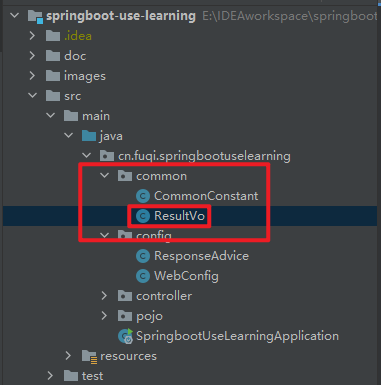 springboot-use-learning E:\IDEAworkspace\springboot
.idea
doc
images
src
main
java
cn.fuqi.springbootuselearning
common
CommonConstant
ResultVo
config
ResponseAdvice
WebConfig
controller
pojo
SpringbootUseLearningApplication
resources
test